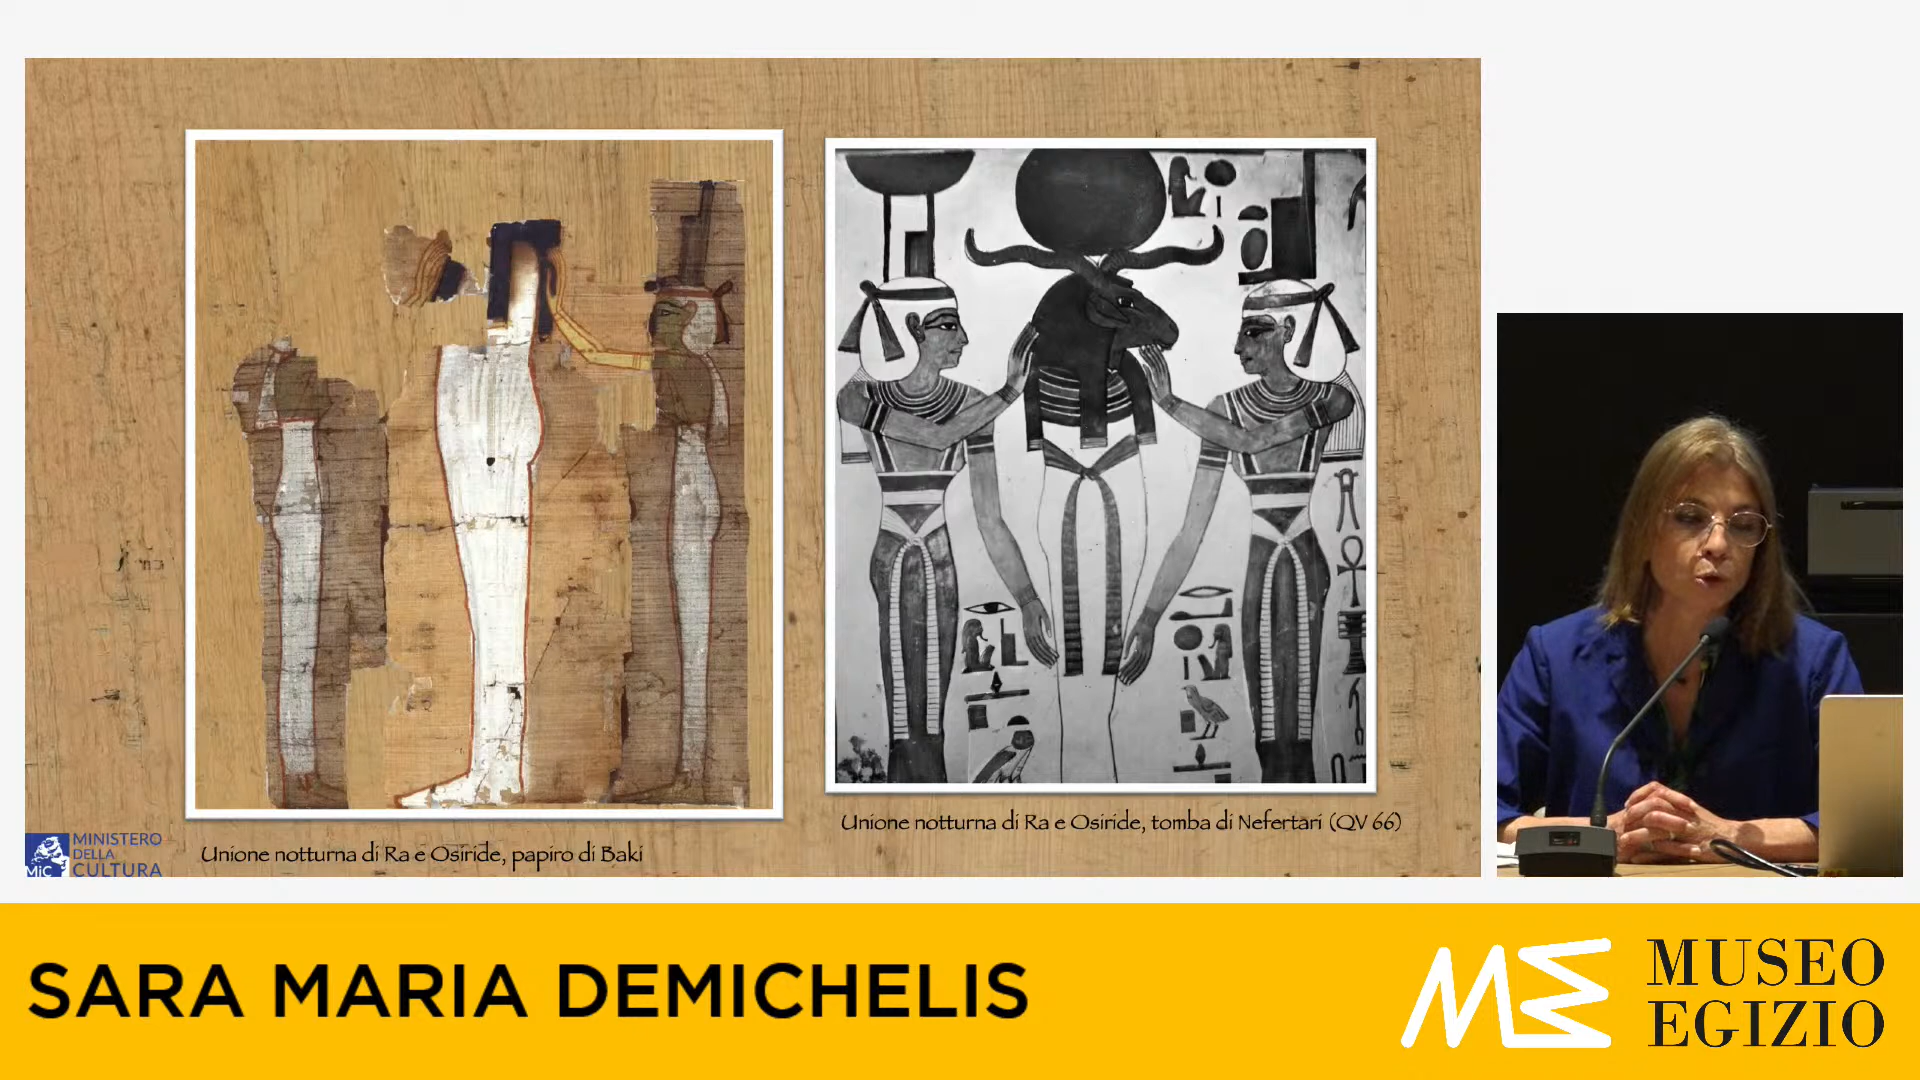 Unione notturna di Ra e Osiride, papiro di Baki
Unione notturna di Ra e Osiride, tomba di Nefertari (QV 66)
MiC
MINISTERO
DELLA
CULTURA
SARA MARIA DEMICHELIS
ME
MUSEO
EGIZIO